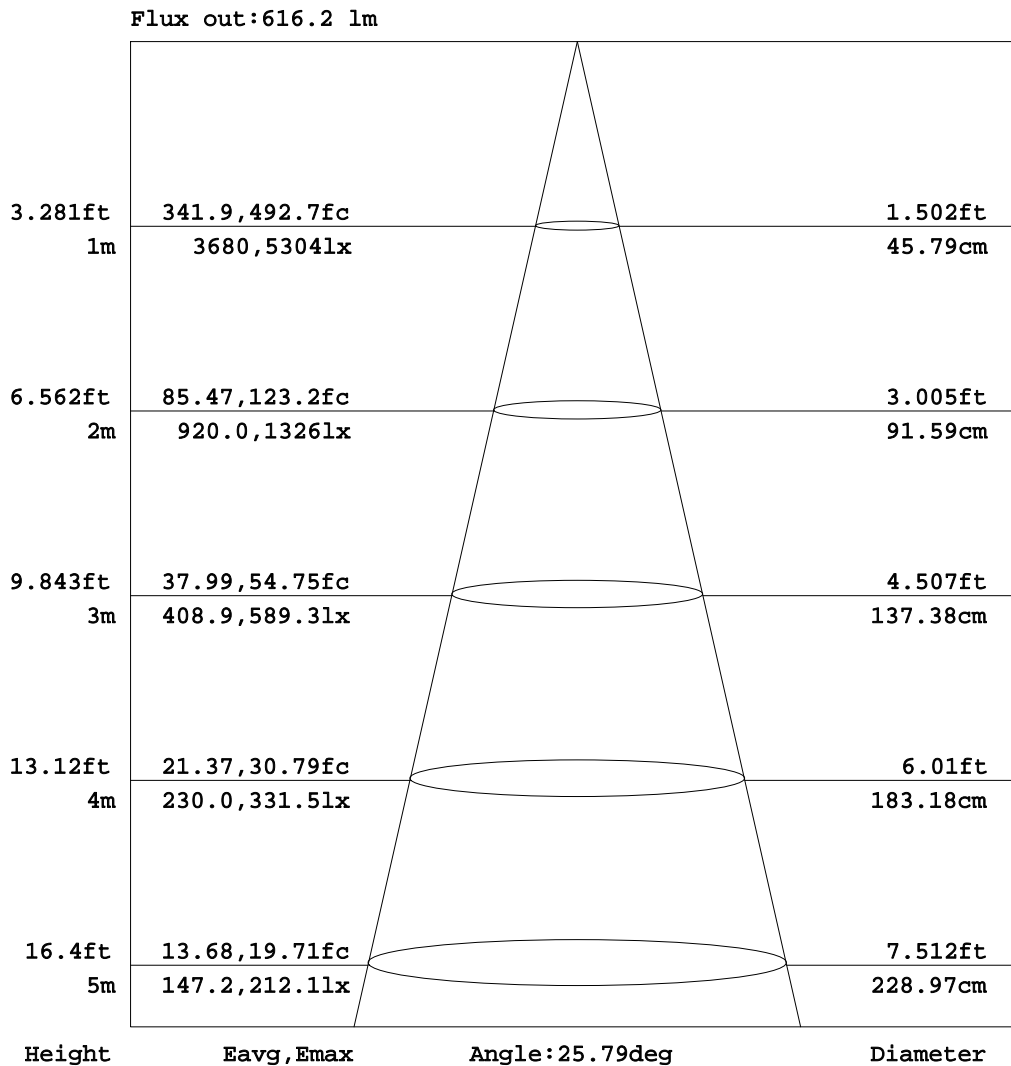 Flux out:616.2 lm
3.281ft 341.9,492.7fc 1.502ft
1m 3680,5304lx 45.79cm
6.562ft 85.47,123.2fc 3.005ft
2m 920.0,1326lx 91.59cm
9.843ft 37.99,54.75fc 4.507ft
3m 408.9,589.3lx 137.38cm
13.12ft 21.37,30.79fc 6.01ft
4m 230.0,331.5lx 183.18cm
16.4ft 13.68,19.71fc 7.512ft
5m 147.2,212.1lx 228.97cm
Height Eavg,Emax Angle:25.79deg Diameter